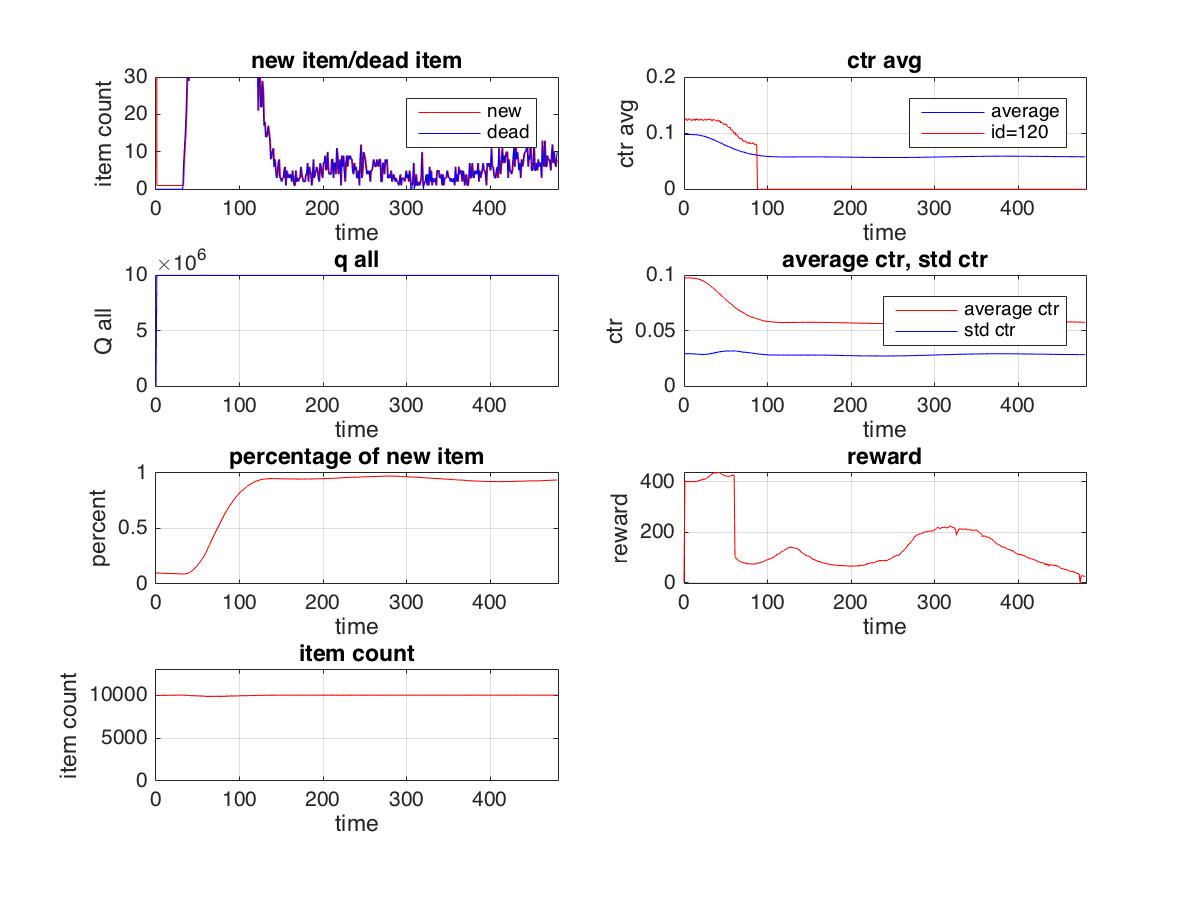 new item/dead item
30
20
10
0
item count
new
dead
0 100 200 300 400
time
ctr avg
0.2
0.1
0
ctr avg
average
id=120
0 100 200 300 400
time
q all
×10^6
10
5
0
Q all
0 100 200 300 400
time
average ctr, std ctr
0.1
0.05
0
ctr
average ctr
std ctr
0 100 200 300 400
time
percentage of new item
1
0.5
0
percent
0 100 200 300 400
time
reward
400
200
0
reward
0 100 200 300 400
time
item count
10000
5000
0
item count
0 100 200 300 400
time